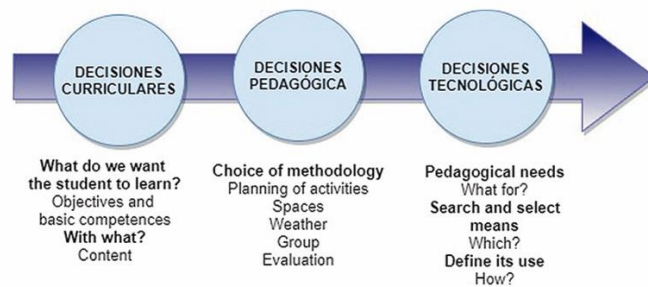 DECISIONES
CURRICULARES
DECISIONES
PEDAGÓGICA
DECISIONES
TECNOLÓGICAS
What do we want
the student to learn?
Objectives and
basic competences
With what?
Content
Choice of methodology
Planning of activities
Spaces
Weather
Group
Evaluation
Pedagogical needs
What for?
Search and select
means
Which?
Define its use
How?